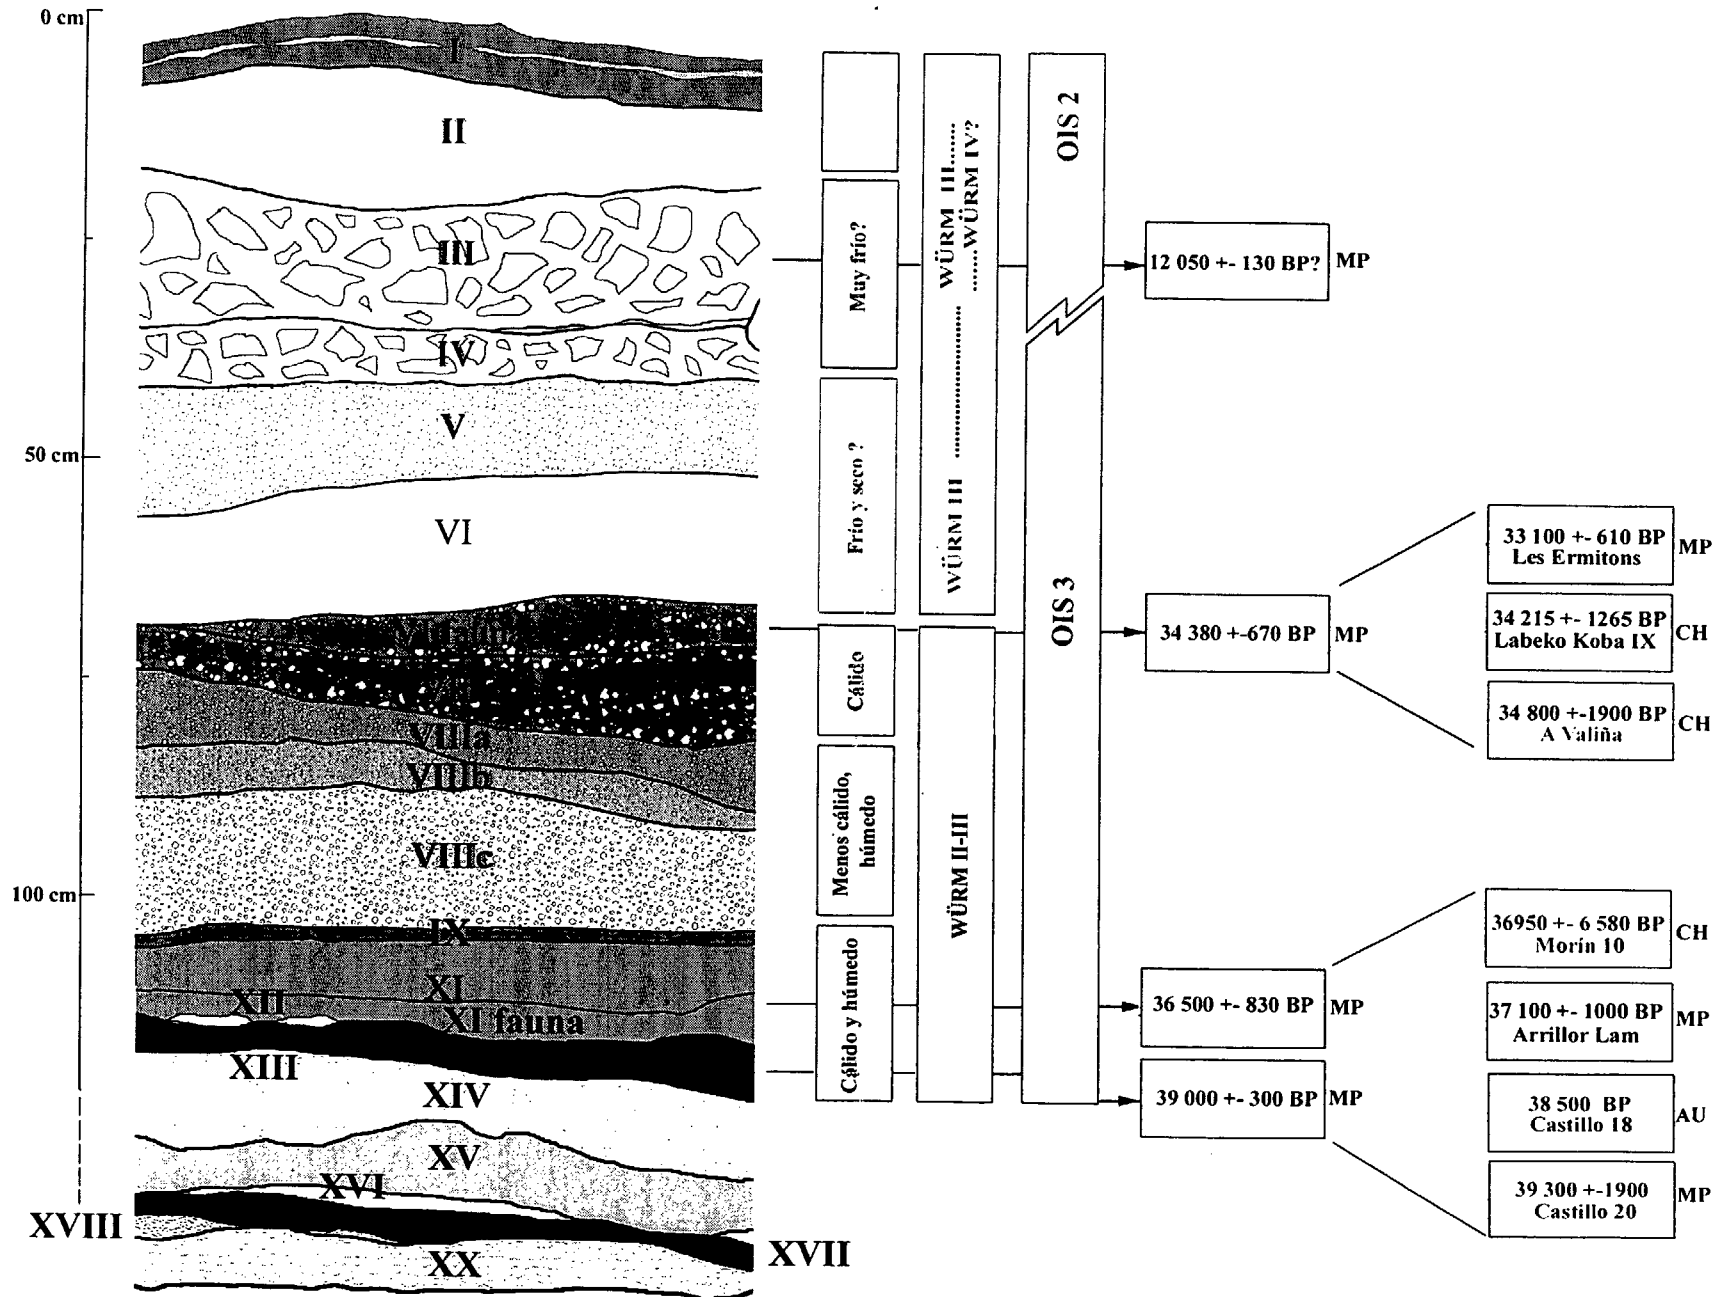 0 cm
I
II
III
IV
V
50 cm
VI
VIIIa
VIIIb
VIIIc
100 cm
IX
XI
XII
XI fauna
XIII
XIV
XV
XVI
XVIII
XVII
XX
Muy frío?
Frío y seco ?
Cálido
Menos cálido,
húmedo
Cálido y húmedo
WÜRM III.......
.......WÜRM IV?
WÜRM III ......................
WÜRM II-III
OIS 2
OIS 3
12 050 +- 130 BP? MP
34 380 +-670 BP MP
36 500 +- 830 BP MP
39 000 +- 300 BP MP
33 100 +- 610 BP MP
Les Ermitons
34 215 +- 1265 BP CH
Labeko Koba IX
34 800 +-1900 BP CH
A Valiña
36950 +- 6 580 BP CH
Morín 10
37 100 +- 1000 BP MP
Arrillor Lam
38 500 BP AU
Castillo 18
39 300 +-1900 MP
Castillo 20